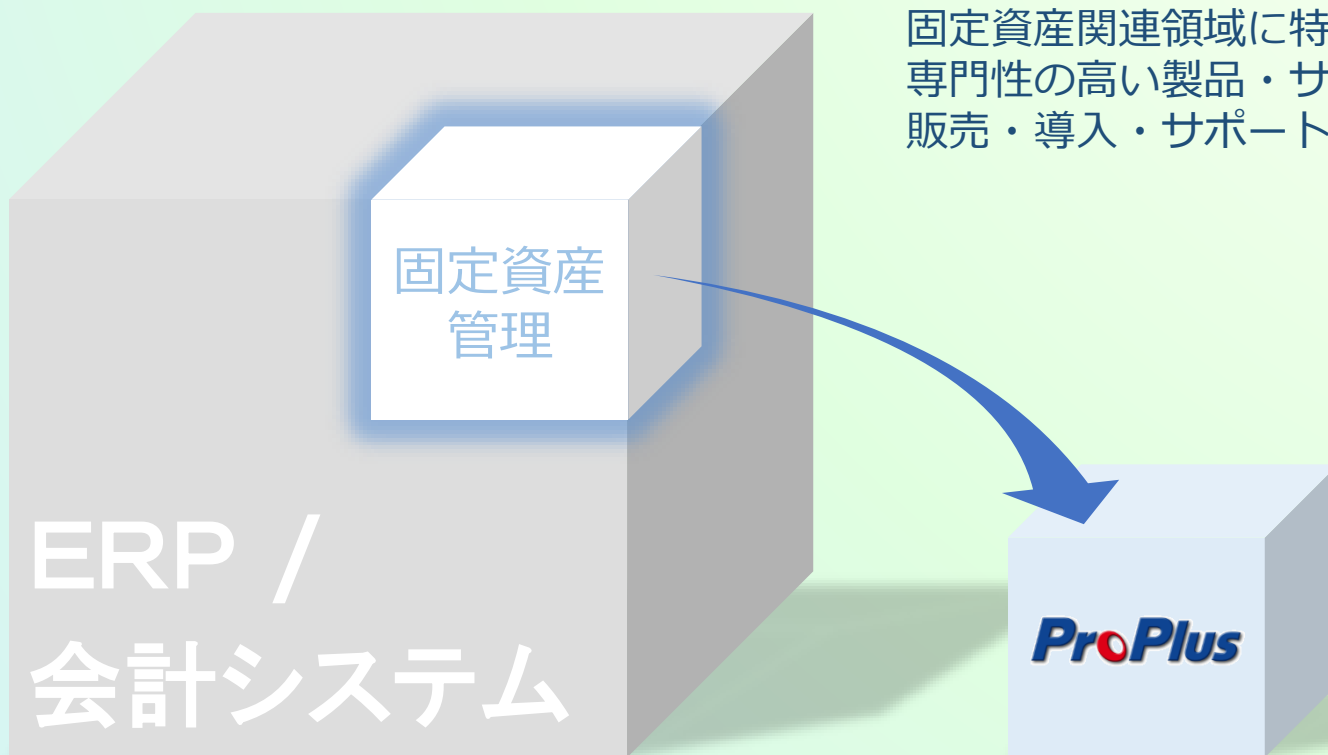 固定資産関連領域に特
専門性の高い製品・サ
販売・導入・サポート
固定資産
管理
ERP /
会計システム
ProPlus